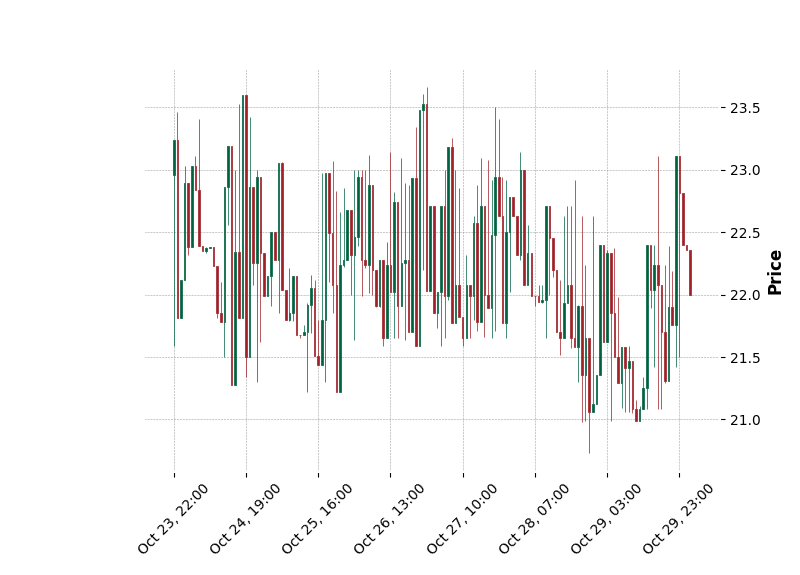 23.5
23.0
22.5
22.0
21.5
21.0
Price
Oct 23, 22:00
Oct 24, 19:00
Oct 25, 16:00
Oct 26, 13:00
Oct 27, 10:00
Oct 28, 07:00
Oct 29, 03:00
Oct 29, 23:00